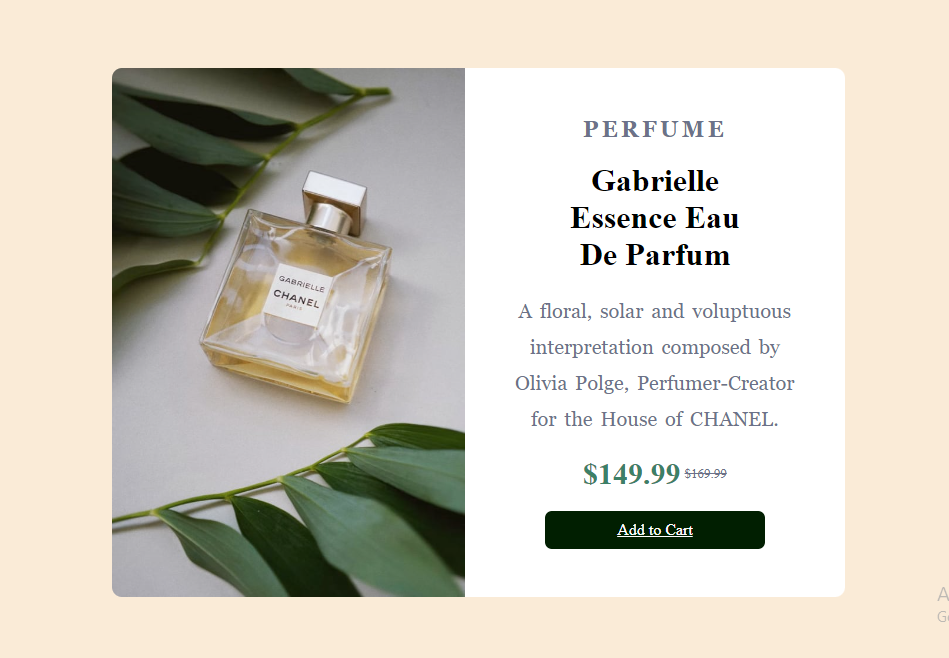 GABRIELLE
CHANEL
PARIS
PERFUME
Gabrielle
Essence Eau
De Parfum
A floral, solar and voluptuous
interpretation composed by
Olivia Polge, Perfumer-Creator
for the House of CHANEL.
$149.99 $169.99
Add to Cart